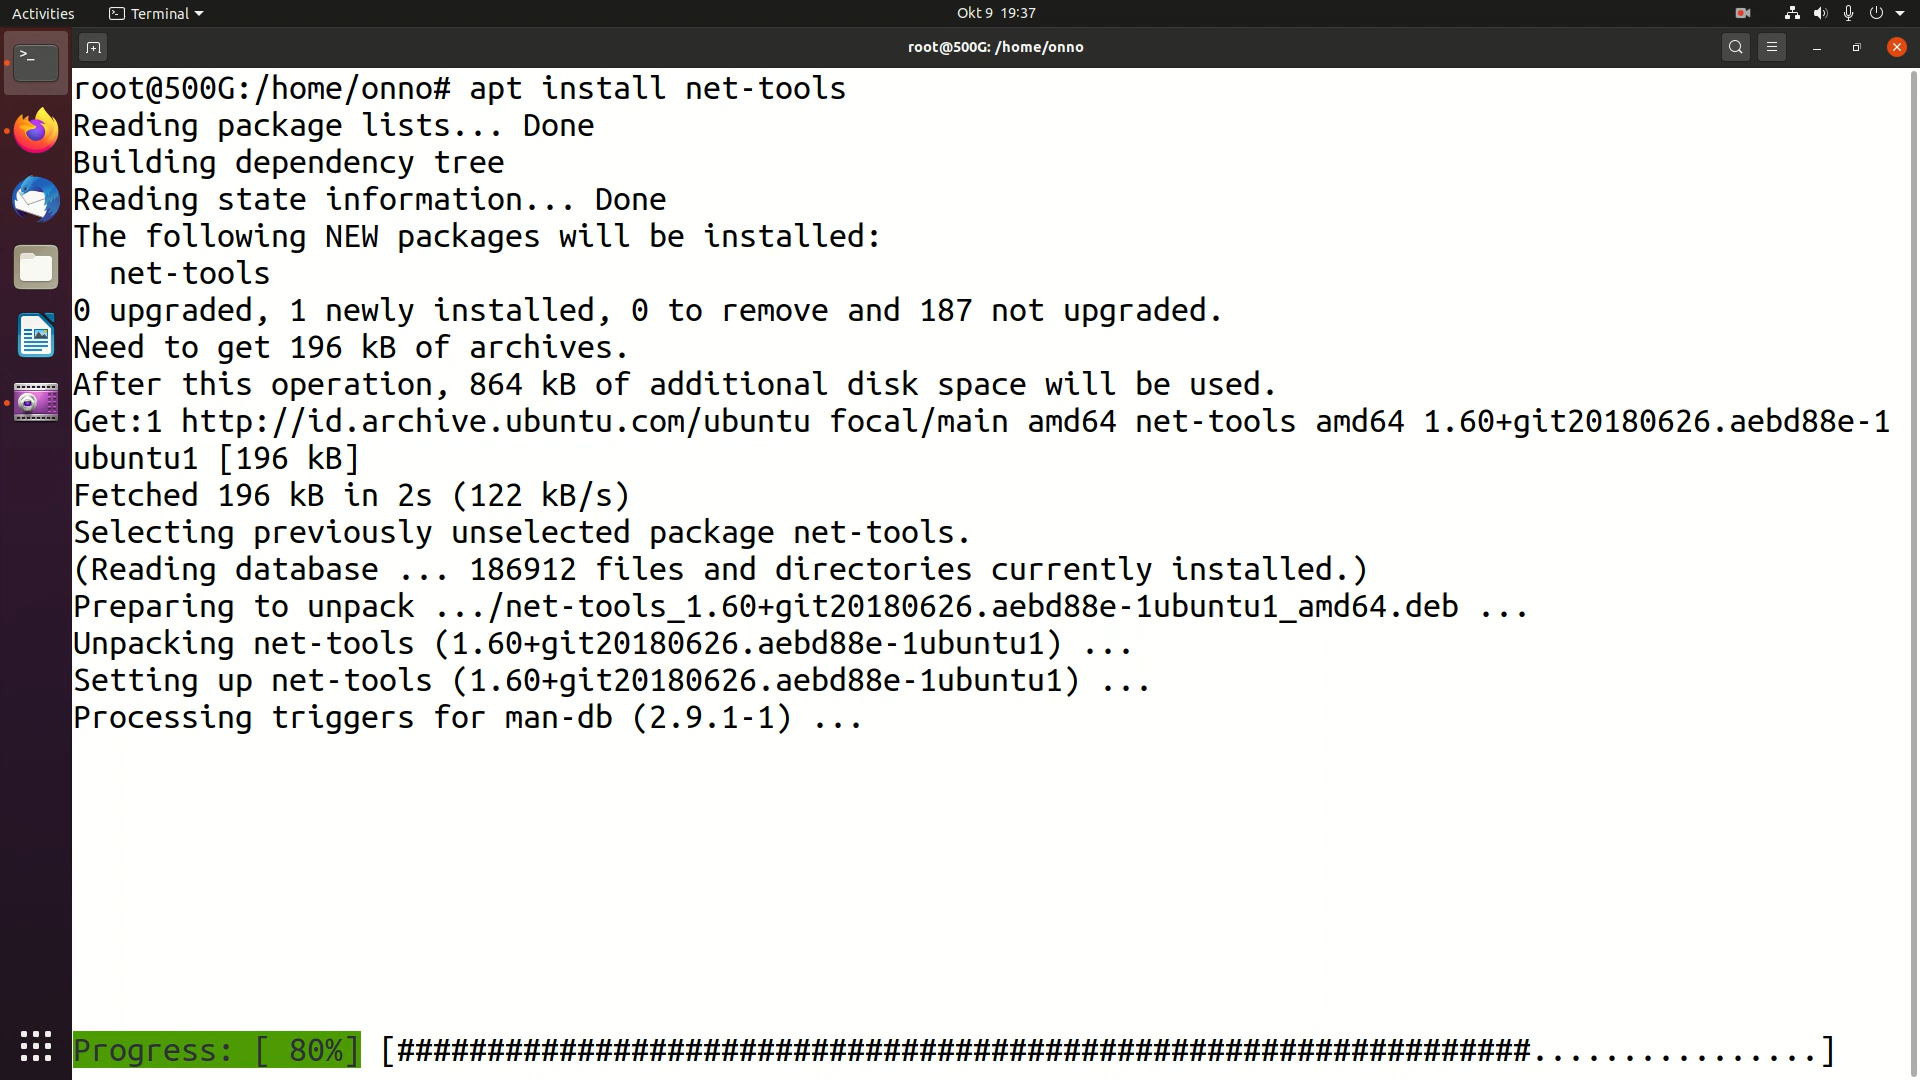 Activities Terminal Okt 9 19:37
root@500G: /home/onno
root@500G:/home/onno# apt install net-tools
Reading package lists... Done
Building dependency tree
Reading state information... Done
The following NEW packages will be installed:
  net-tools
0 upgraded, 1 newly installed, 0 to remove and 187 not upgraded.
Need to get 196 kB of archives.
After this operation, 864 kB of additional disk space will be used.
Get:1 http://id.archive.ubuntu.com/ubuntu focal/main amd64 net-tools amd64 1.60+git20180626.aebd88e-1
ubuntu1 [196 kB]
Fetched 196 kB in 2s (122 kB/s)
Selecting previously unselected package net-tools.
(Reading database ... 186912 files and directories currently installed.)
Preparing to unpack .../net-tools_1.60+git20180626.aebd88e-1ubuntu1_amd64.deb ...
Unpacking net-tools (1.60+git20180626.aebd88e-1ubuntu1) ...
Setting up net-tools (1.60+git20180626.aebd88e-1ubuntu1) ...
Processing triggers for man-db (2.9.1-1) ...
Progress: [ 80%] [###############################################################................]